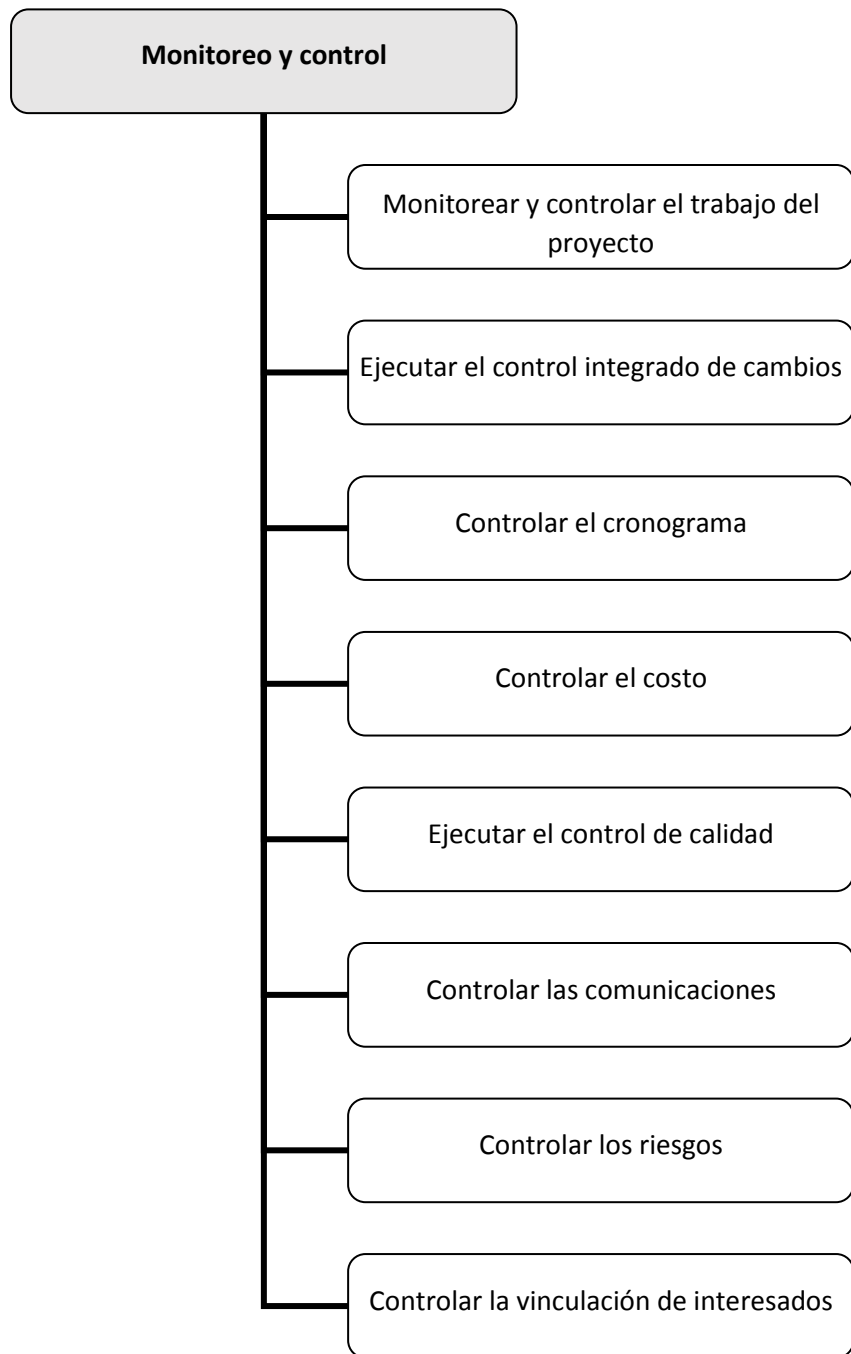 Monitoreo y control
Monitorear y controlar el trabajo del
proyecto
Ejecutar el control integrado de cambios
Controlar el cronograma
Controlar el costo
Ejecutar el control de calidad
Controlar las comunicaciones
Controlar los riesgos
Controlar la vinculación de interesados